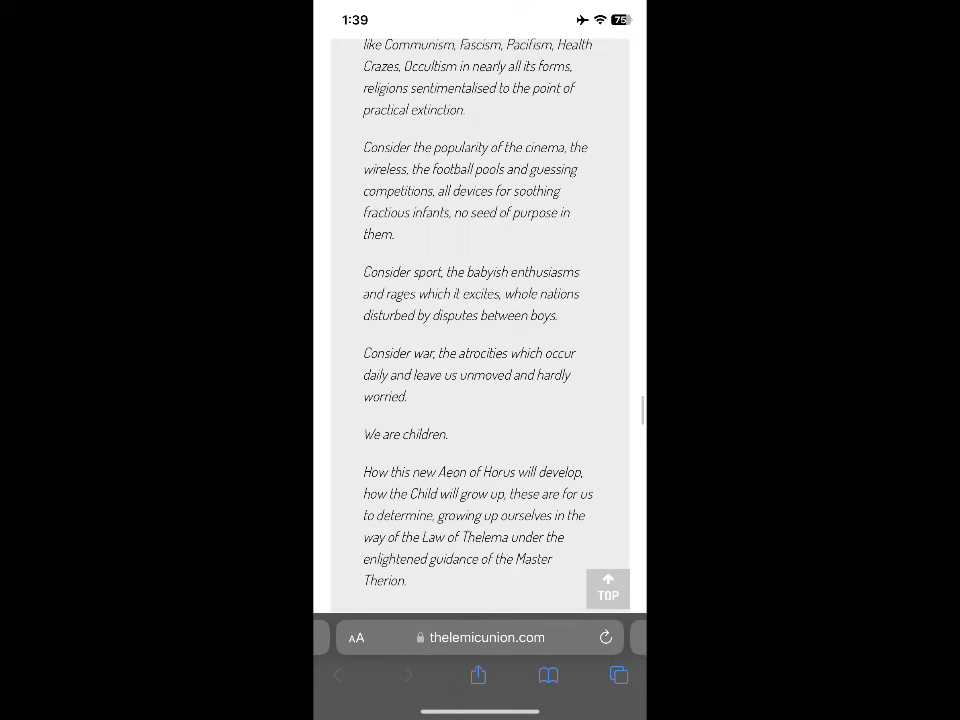 1:39
75
like Communism, Fascism, Pacifism, Health
Crazes, Occultism in nearly all its forms,
religions sentimentalised to the point of
practical extinction.
Consider the popularity of the cinema, the
wireless, the football pools and guessing
competitions, all devices for soothing
fractious infants, no seed of purpose in
them.
Consider sport, the babyish enthusiasms
and rages which it excites, whole nations
disturbed by disputes between boys.
Consider war, the atrocities which occur
daily and leave us unmoved and hardly
worried.
We are children.
How this new Aeon of Horus will develop,
how the Child will grow up, these are for us
to determine, growing up ourselves in the
way of the Law of Thelema under the
enlightened guidance of the Master
Therion.
TOP
AA
thelemicunion.com